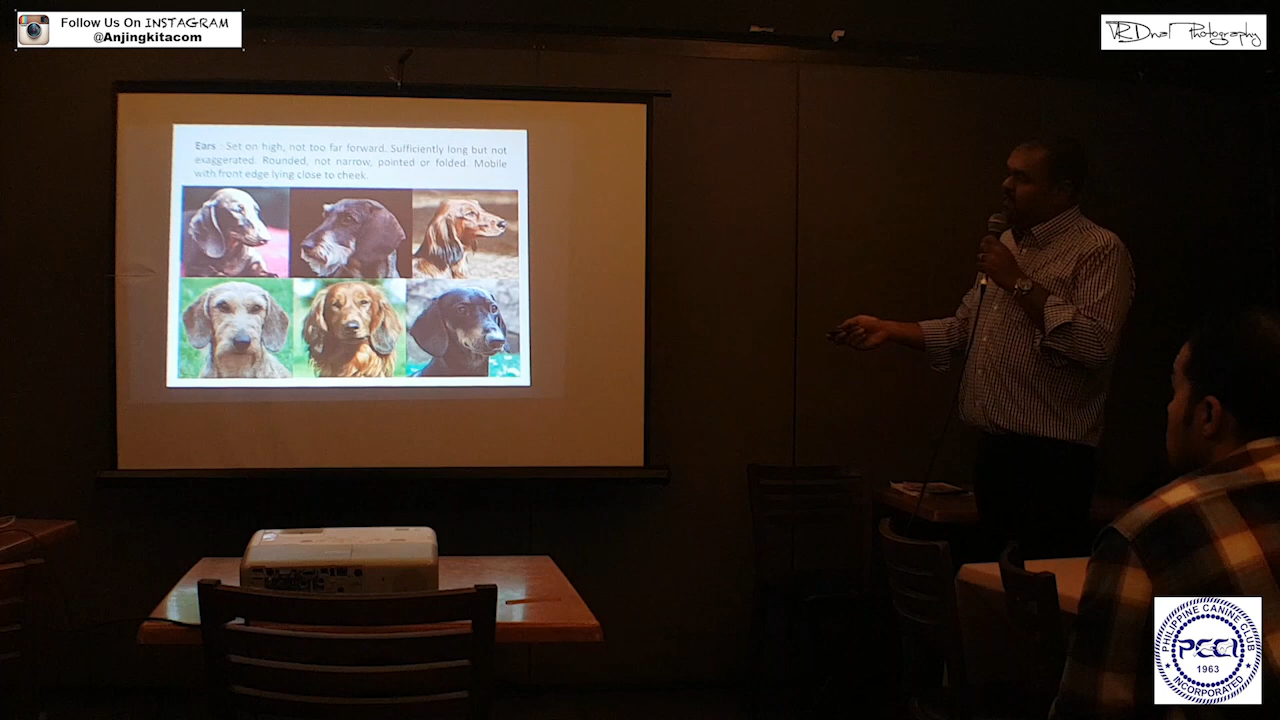 Follow Us On INSTAGRAM
@Anjingkitacom
VRDnal Photography
Ears : Set on high, not too far forward. Sufficiently long but not
exaggerated. Rounded, not narrow, pointed or folded. Mobile
with front edge lying close to cheek.
PHILIPPINE CANINE CLUB
PCCI
1963
INCORPORATED